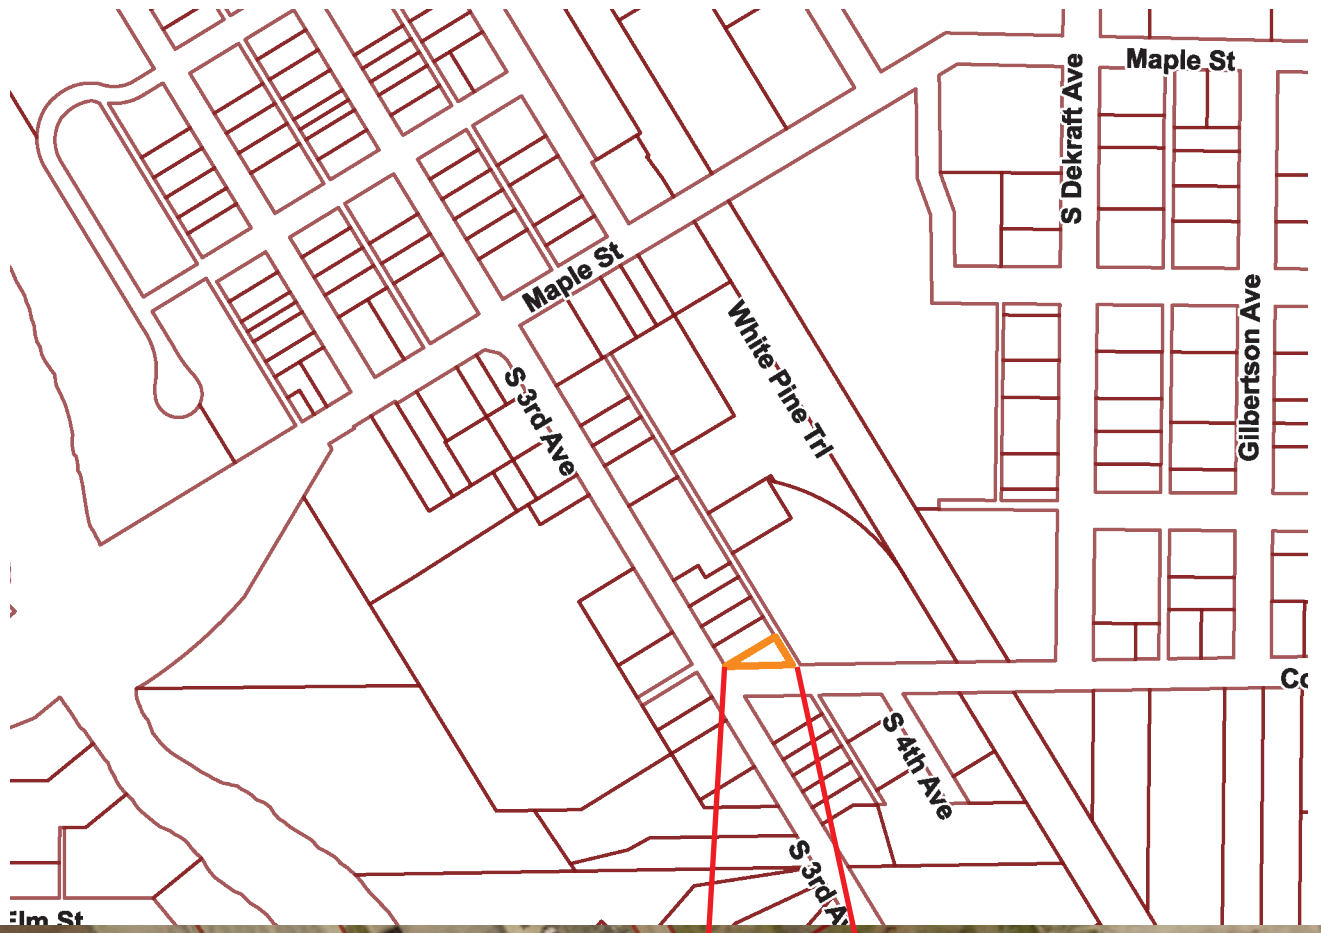 Maple St
S Dekraft Ave
Maple St
Gilbertson Ave
White Pine Trl
S 3rd Ave
Co
S 4th Ave
S 3rd Av
Elm St